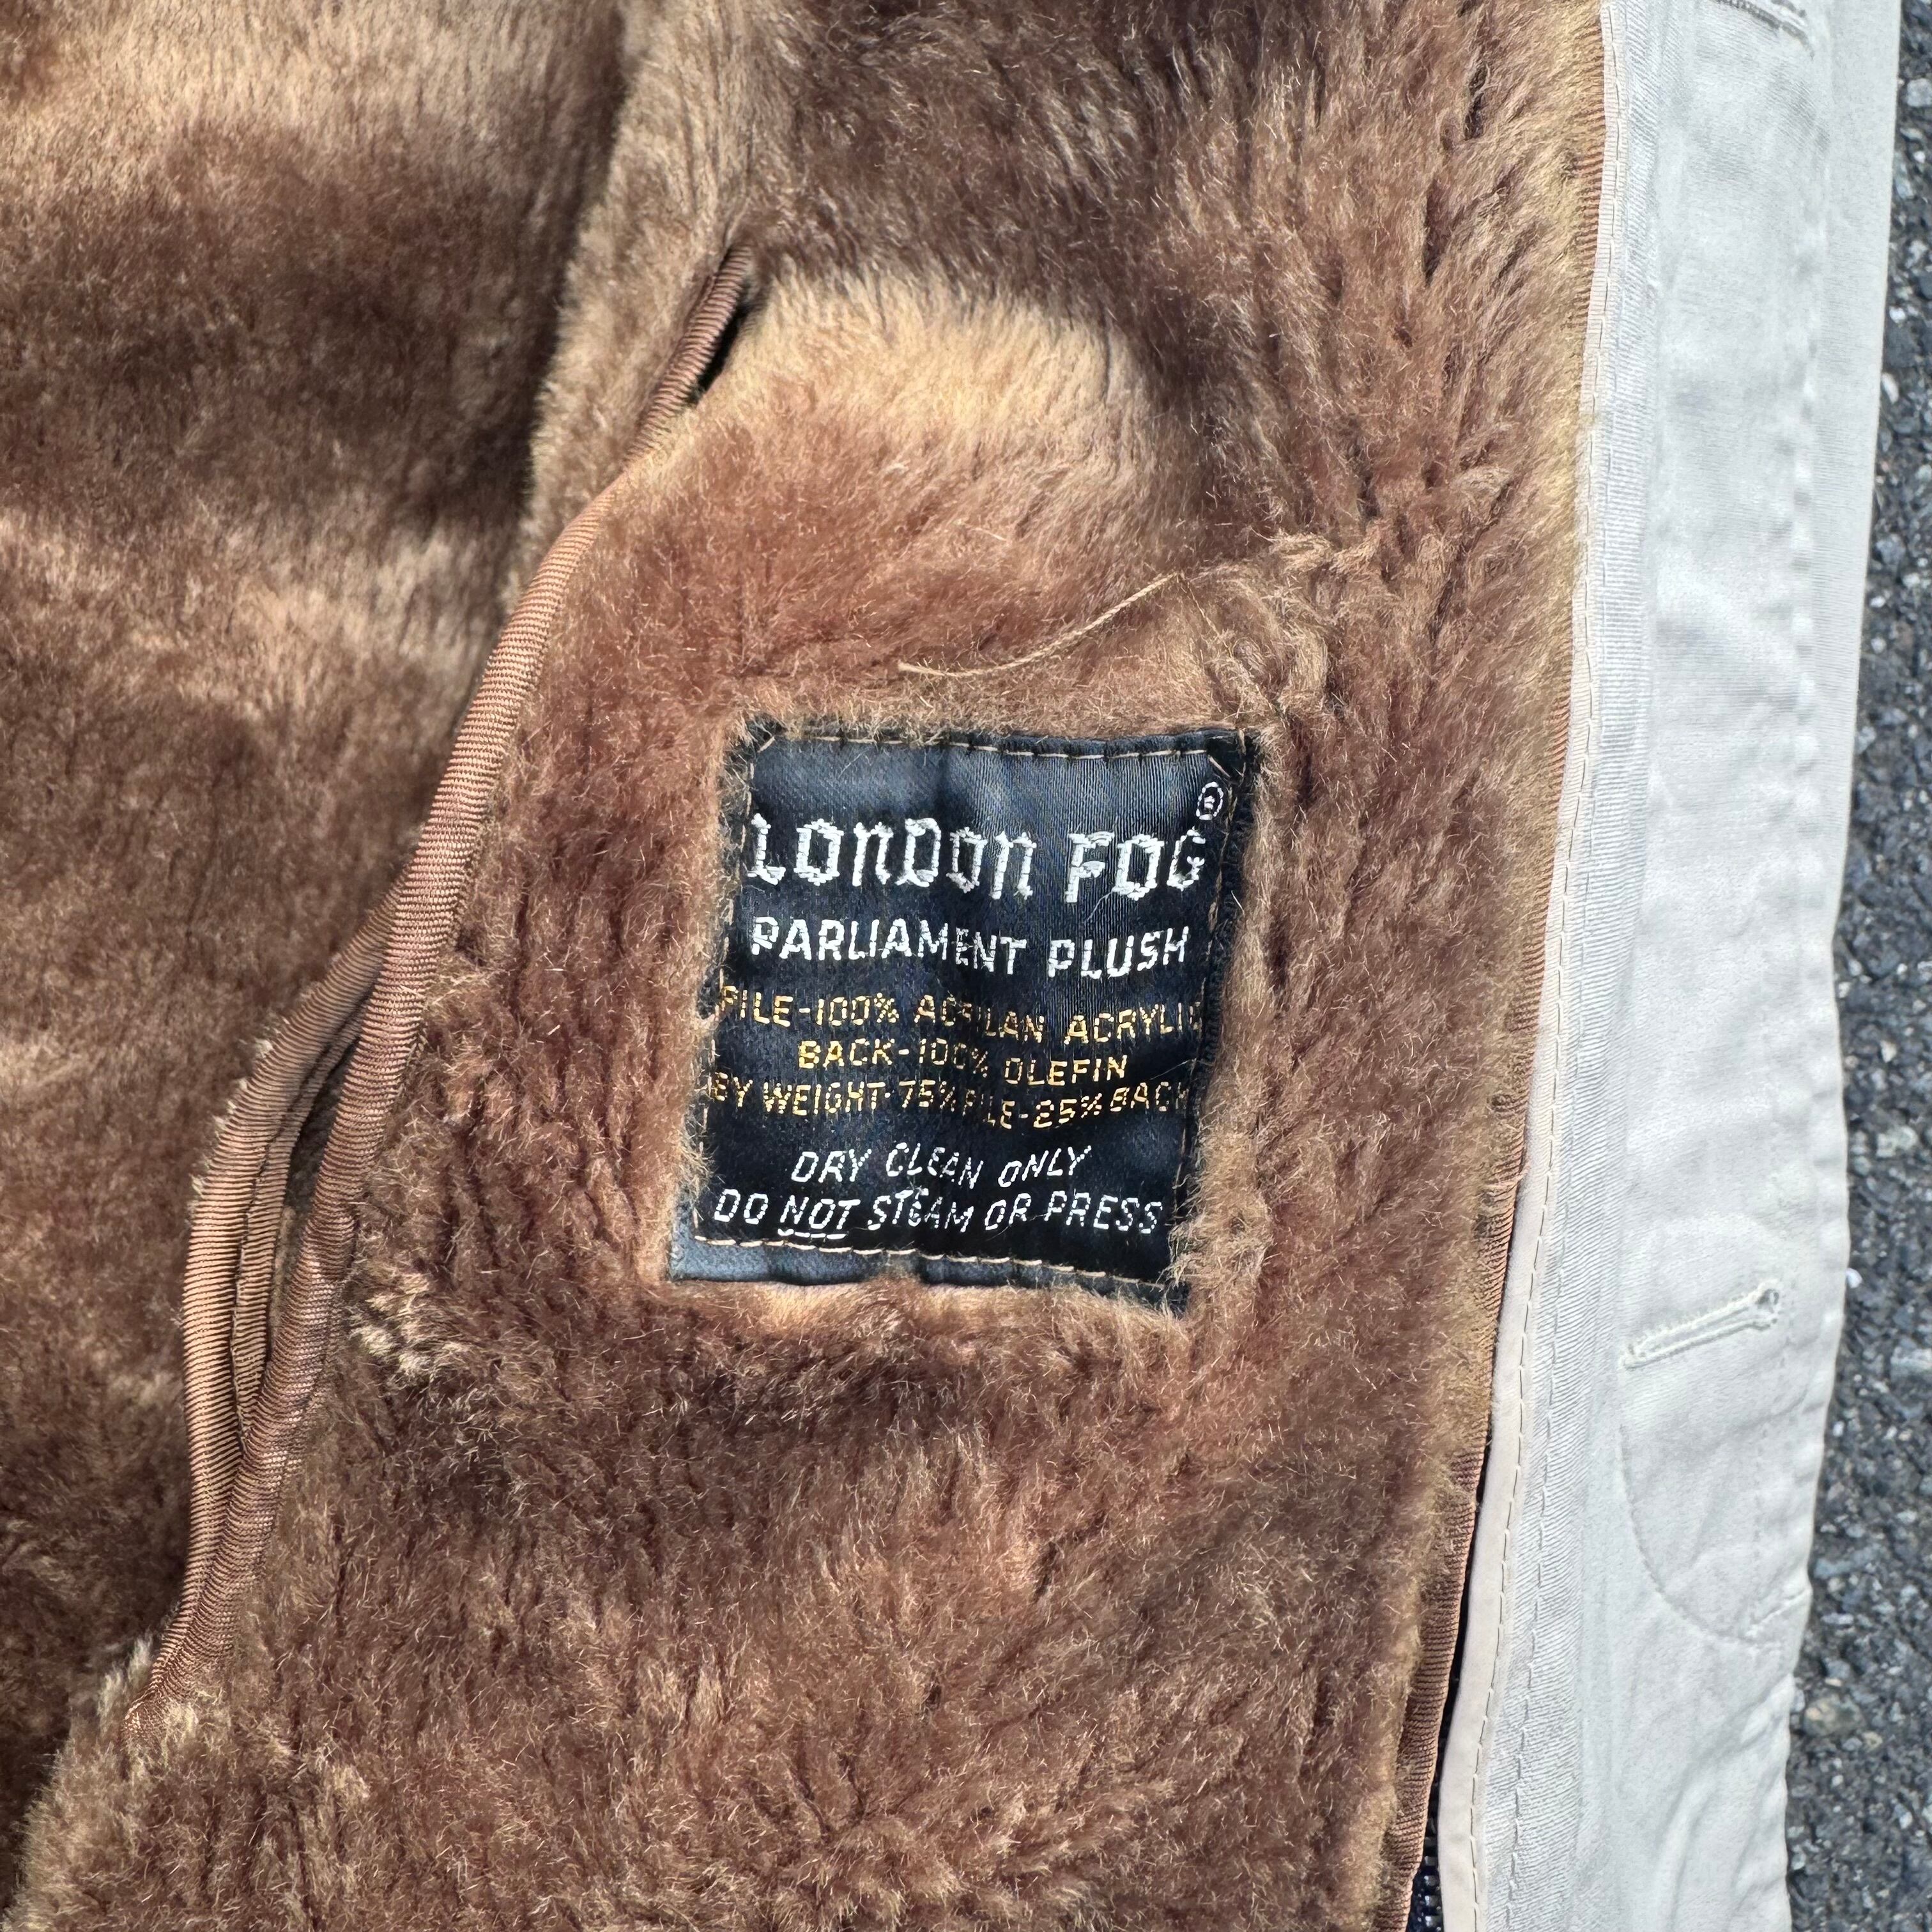 LONDON FOG®
PARLIAMENT PLUSH
PILE-100% ACRILAN ACRYLIC
BACK-100% OLEFIN
WEIGHT-75% PILE-25% BACK
DRY CLEAN ONLY
DO NOT STEAM OR PRESS